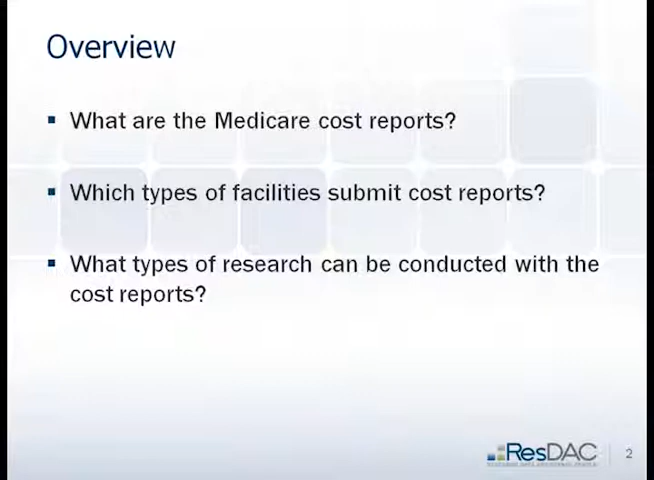 Overview
What are the Medicare cost reports?
Which types of facilities submit cost reports?
What types of research can be conducted with the
cost reports?
ResDAC
2